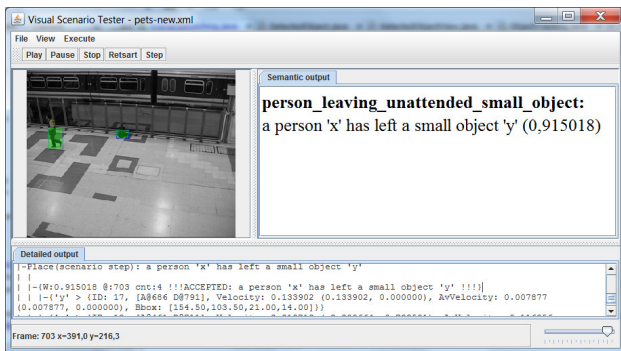 Visual Scenario Tester - pets-new.xml
File View Execute
Play Pause Stop Retsart Step
Semantic output
person_leaving_unattended_small_object:
a person 'x' has left a small object 'y' (0,915018)
Detailed output
|-Place(scenario step): a person 'x' has left a small object 'y'
| |
| |-{W:0.915018 @:703 cnt:4 !!!ACCEPTED: a person 'x' has left a small object 'y' !!!}
| | |-{'y' > {ID: 17, [A@686 D@791], Velocity: 0.133902 (0.133902, 0.000000), AvVelocity: 0.007877
(0.007877, 0.000000), Bbox: [154.50,103.50,21.00,14.00]}}
Frame: 703 x=391,0 y=216,3